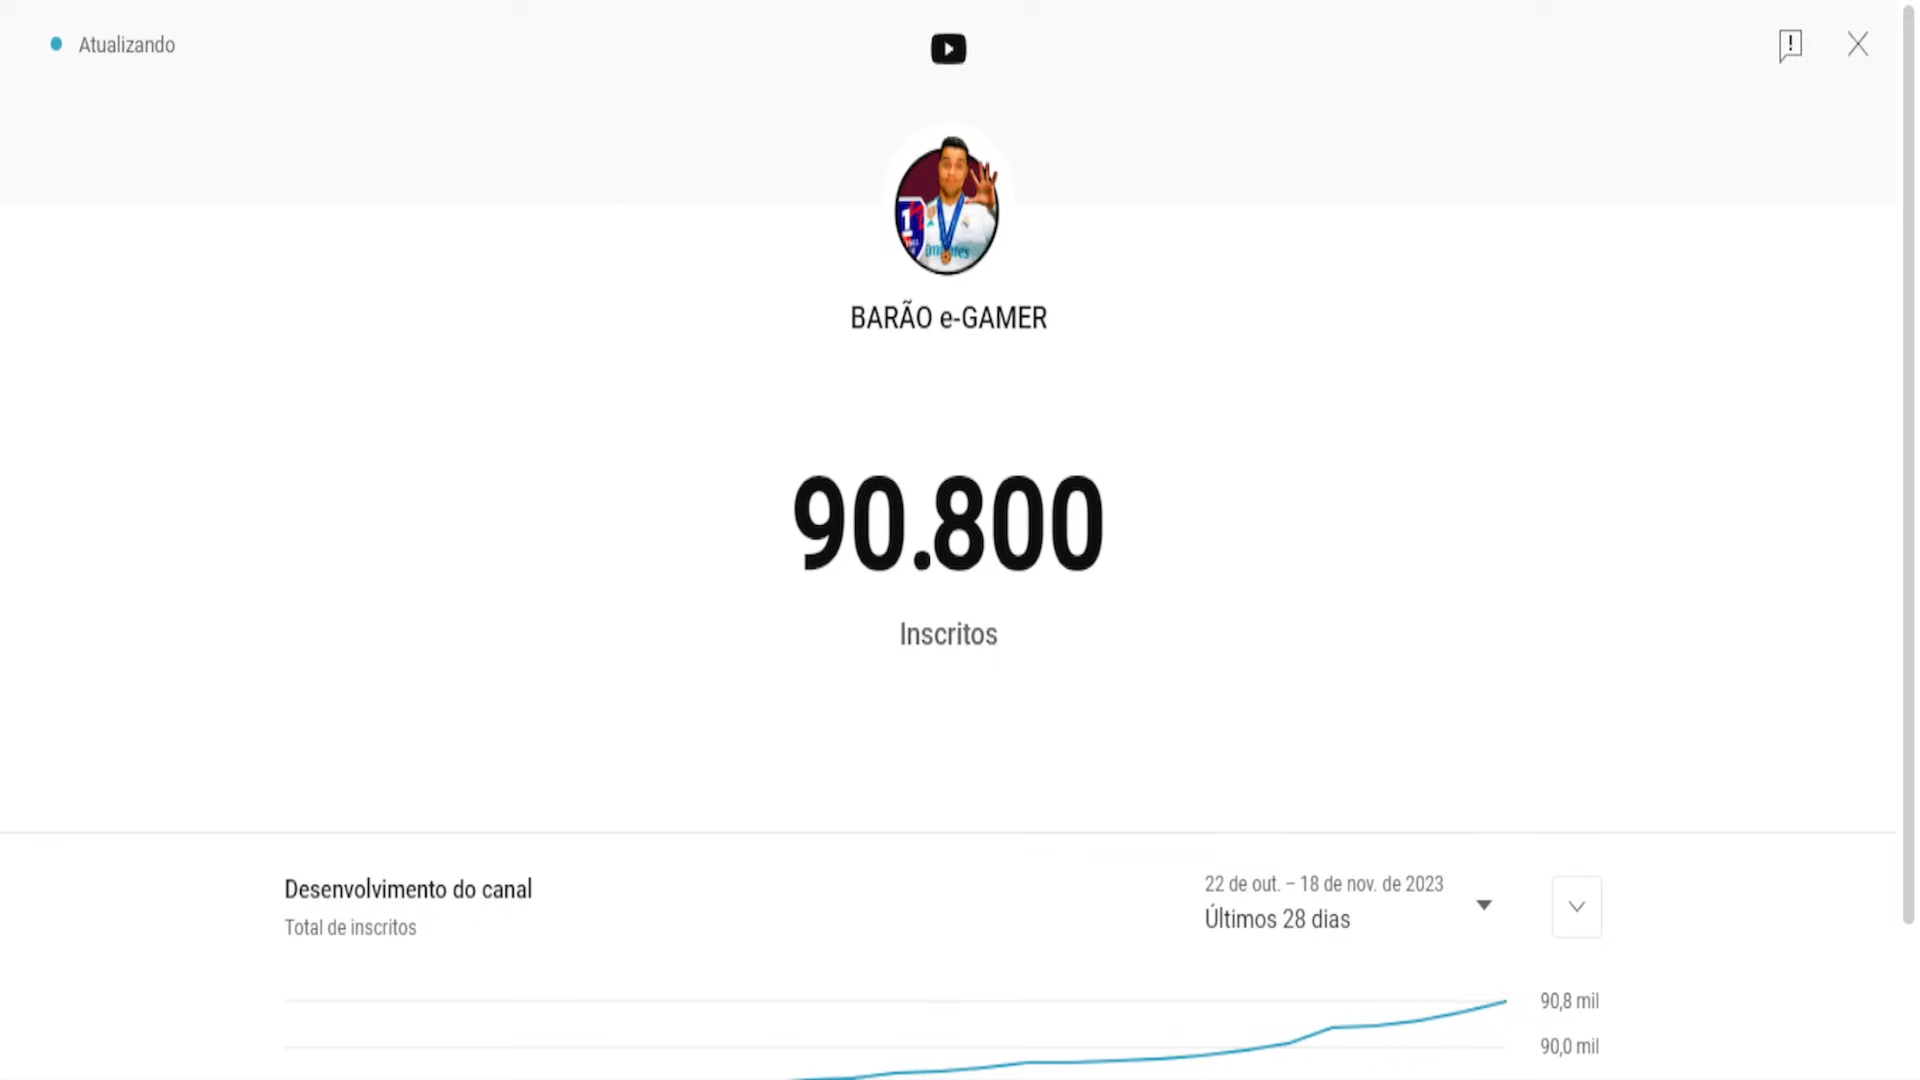 Atualizando
BARÃO e-GAMER
90.800
Inscritos
Desenvolvimento do canal
Total de inscritos
22 de out. – 18 de nov. de 2023
Últimos 28 dias
90,8 mil
90,0 mil